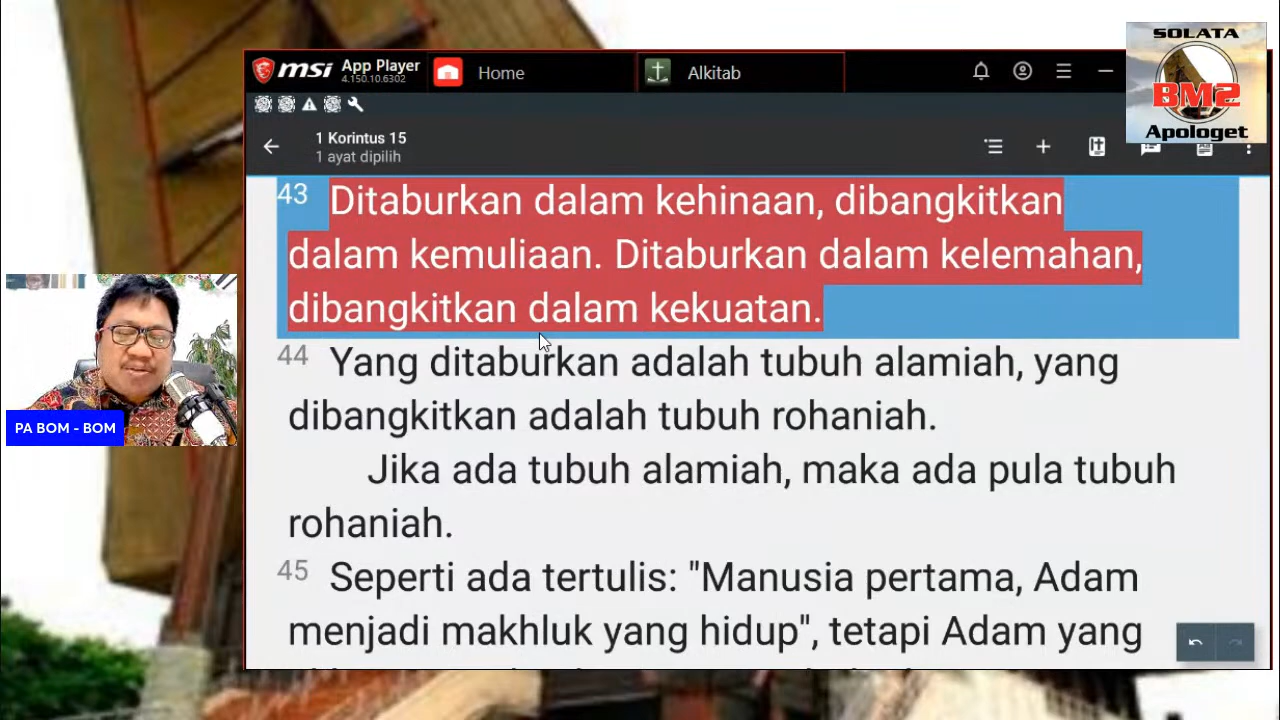 SOLATA
BM2
Apologet
msi App Player
4.150.10.6302
Home
Alkitab
1 Korintus 15
1 ayat dipilih
43 Ditaburkan dalam kehinaan, dibangkitkan
dalam kemuliaan. Ditaburkan dalam kelemahan,
dibangkitkan dalam kekuatan.
44 Yang ditaburkan adalah tubuh alamiah, yang
dibangkitkan adalah tubuh rohaniah.
Jika ada tubuh alamiah, maka ada pula tubuh
rohaniah.
45 Seperti ada tertulis: "Manusia pertama, Adam
menjadi makhluk yang hidup", tetapi Adam yang
PA BOM - BOM